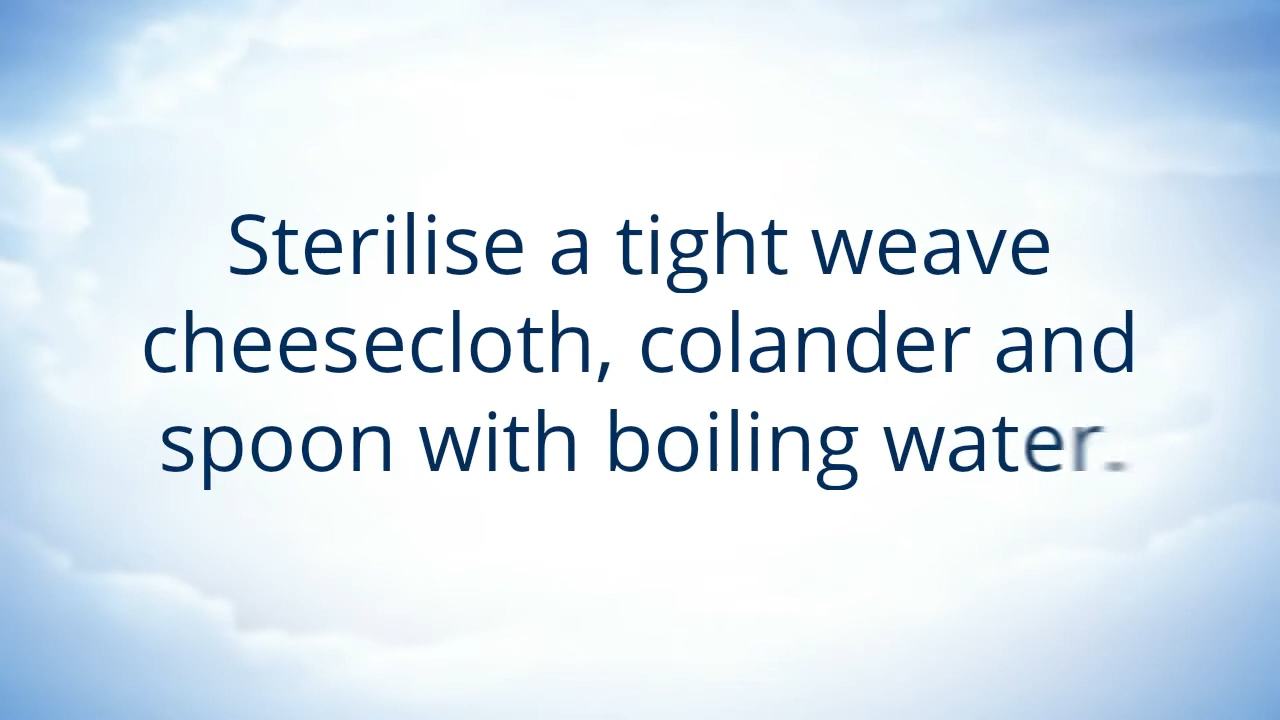 Sterilise a tight weave
cheesecloth, colander and
spoon with boiling water.